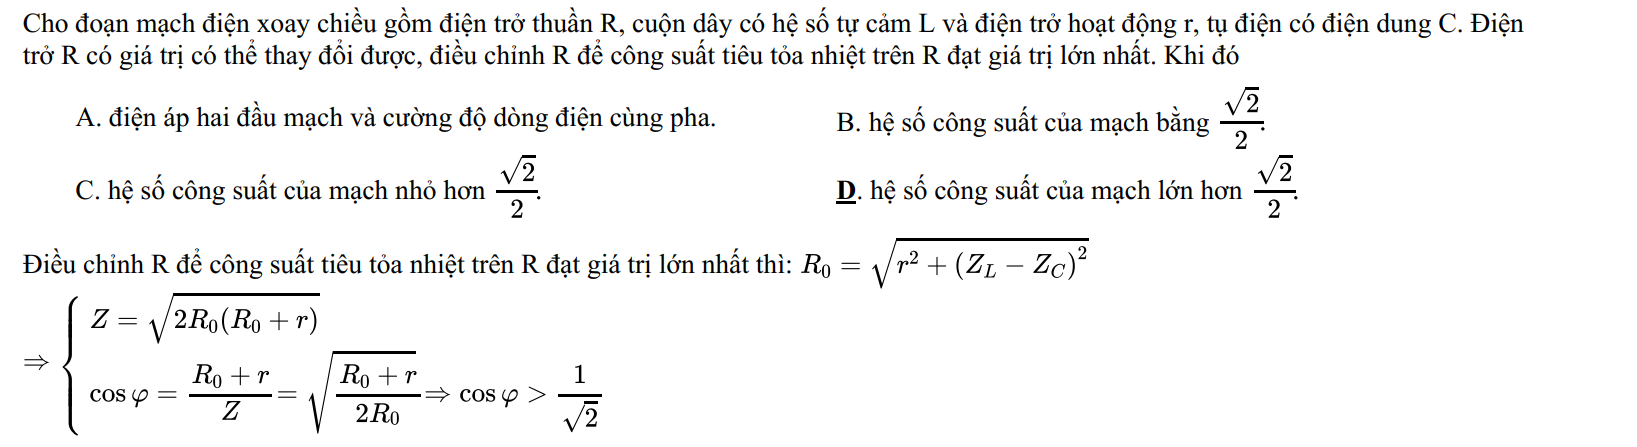 Cho đoạn mạch điện xoay chiều gồm điện trở thuần R, cuộn dây có hệ số tự cảm L và điện trở hoạt động r, tụ điện có điện dung C. Điện
trở R có giá trị có thể thay đổi được, điều chỉnh R để công suất tiêu tỏa nhiệt trên R đạt giá trị lớn nhất. Khi đó
A. điện áp hai đầu mạch và cường độ dòng điện cùng pha. B. hệ số công suất của mạch bằng $\frac{\sqrt{2}}{2}$.
C. hệ số công suất của mạch nhỏ hơn $\frac{\sqrt{2}}{2}$. D. hệ số công suất của mạch lớn hơn $\frac{\sqrt{2}}{2}$.
Điều chỉnh R để công suất tiêu tỏa nhiệt trên R đạt giá trị lớn nhất thì: $R_0 = \sqrt{r^2 + (Z_L - Z_C)^2}$
$\Rightarrow \begin{cases} Z = \sqrt{2R_0(R_0 + r)} \\ \cos\varphi = \frac{R_0 + r}{Z} = \sqrt{\frac{R_0 + r}{2R_0}} \Rightarrow \cos\varphi > \frac{1}{\sqrt{2}} \end{cases}$